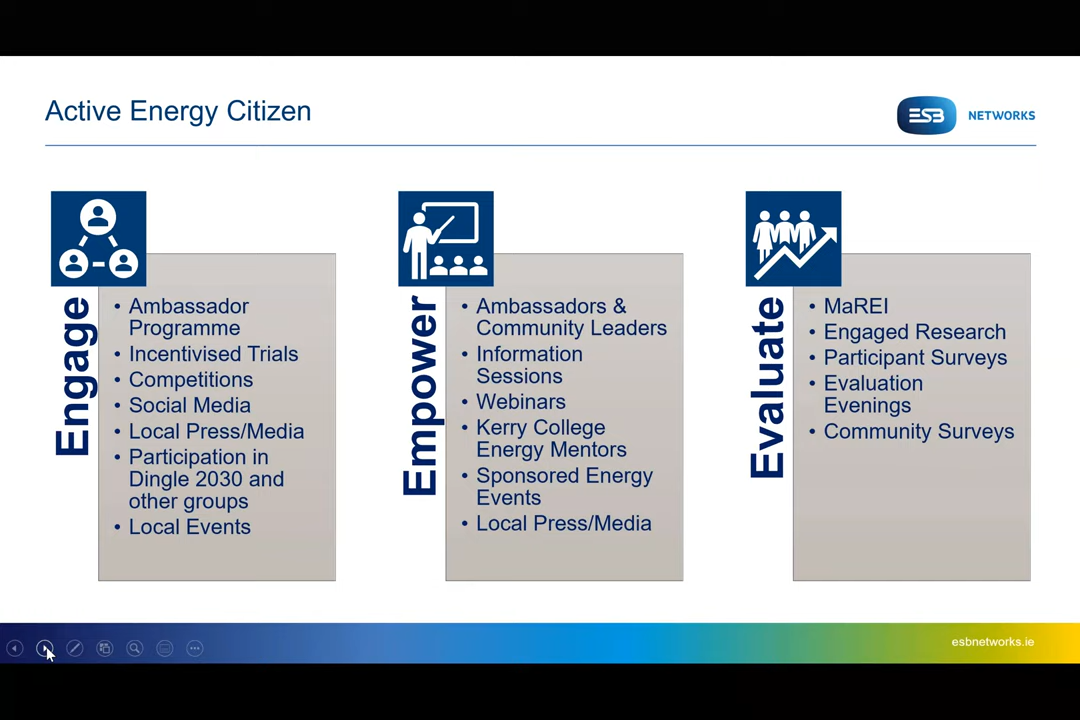 Active Energy Citizen
ESB NETWORKS
Engage
• Ambassador
Programme
• Incentivised Trials
• Competitions
• Social Media
• Local Press/Media
• Participation in
Dingle 2030 and
other groups
• Local Events
Empower
• Ambassadors &
Community Leaders
• Information
Sessions
• Webinars
• Kerry College
Energy Mentors
• Sponsored Energy
Events
• Local Press/Media
Evaluate
• MaREI
• Engaged Research
• Participant Surveys
• Evaluation
Evenings
• Community Surveys
esbnetworks.ie